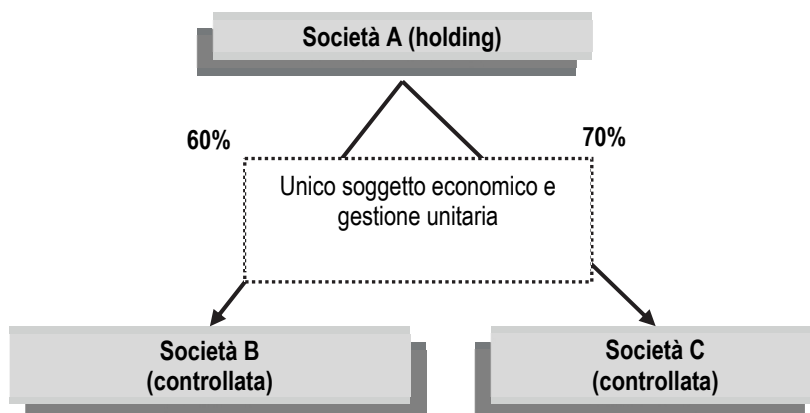 Società A (holding)
60%
70%
Unico soggetto economico e
gestione unitaria
Società B
(controllata)
Società C
(controllata)